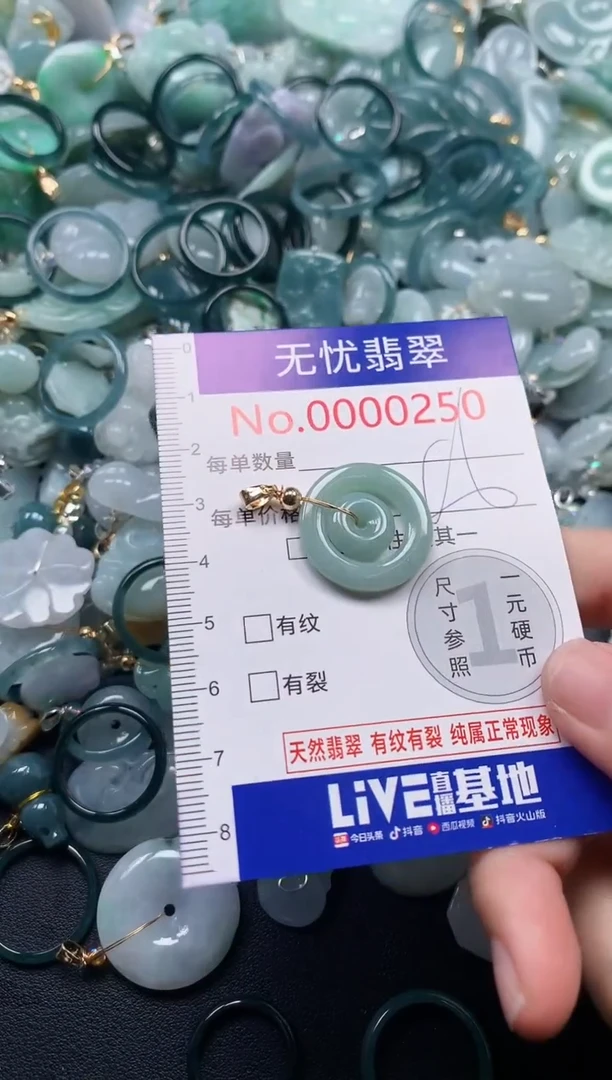 0
无忧翡翠
1
No.0000250
2
每单数量
3
每单价格
其一
4
尺寸参照
1
一元硬币
5
有纹
6
有裂
7
天然翡翠 有纹有裂 纯属正常现象
8
LiVE直播基地
今日头条 抖音 西瓜视频 抖音火山版